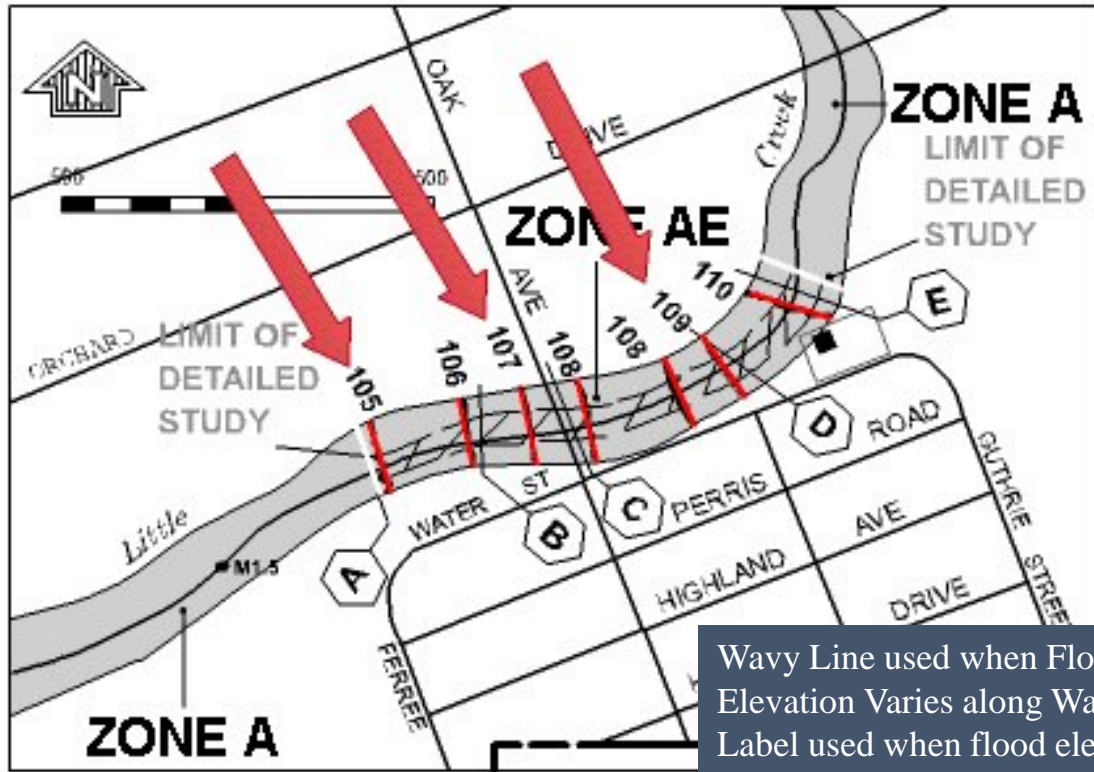 N
OAK
DRIVE
Creek
ZONE A
LIMIT OF
DETAILED
STUDY
500
500
ZONE AE
AVE
110
109
108
108
107
106
105
E
ORCHARD
LIMIT OF
DETAILED
STUDY
D
ROAD
GUTHRIE STREET
C
B
A
WATER ST
PERRIS
Little
M1.5
HIGHLAND
AVE
DRIVE
FERREE
ZONE A
Wavy Line used when Flo
Elevation Varies along Wa
Label used when flood ele